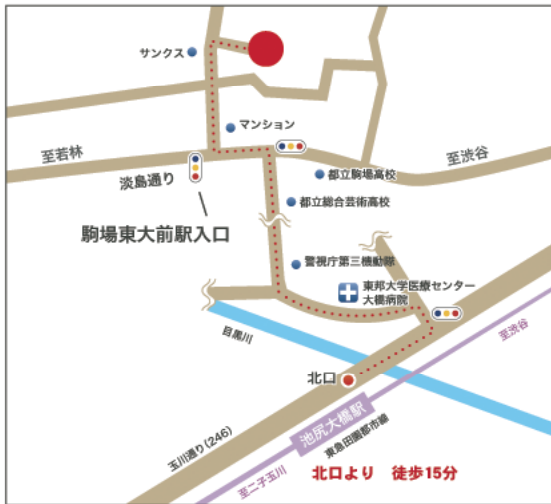 サンクス
マンション
至若林
淡島通り
至渋谷
都立駒場高校
都立総合芸術高校
駒場東大前駅入口
警視庁第三機動隊
東邦大学医療センター
大橋病院
目黒川
至渋谷
北口
池尻大橋駅
東急田園都市線
玉川通り(246)
至二子玉川
北口より 徒歩15分